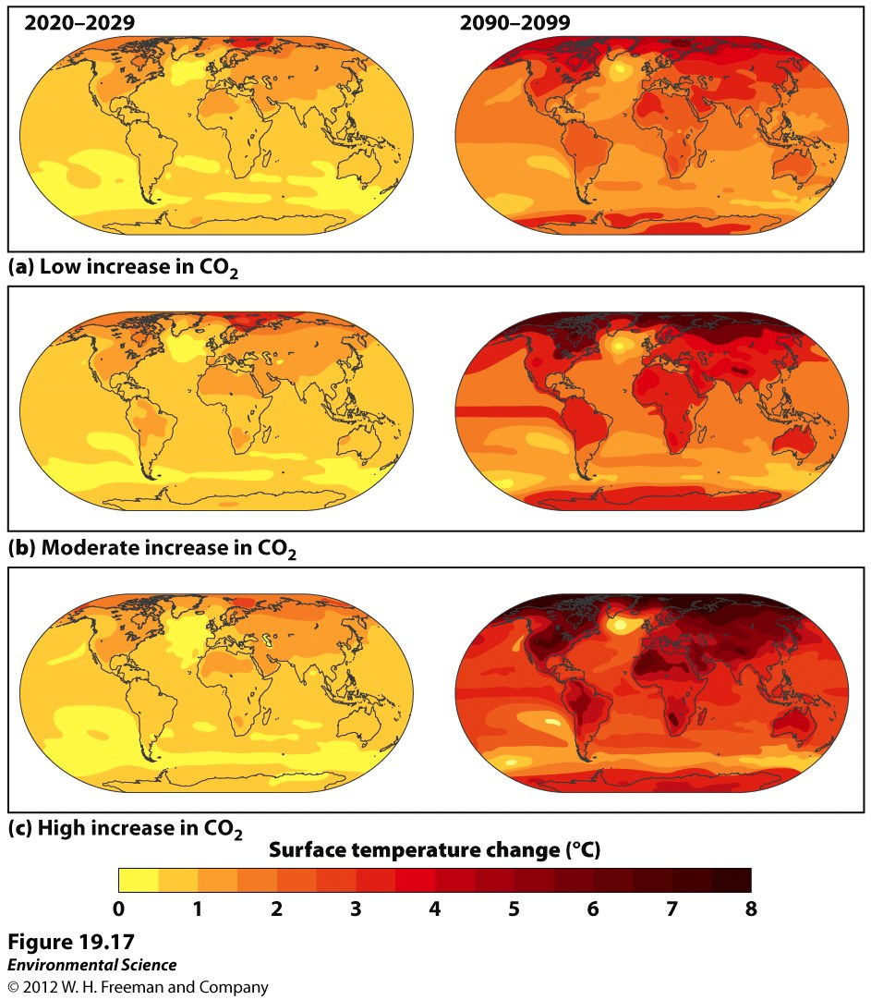 2020–2029
2090–2099
(a) Low increase in CO₂
(b) Moderate increase in CO₂
(c) High increase in CO₂
Surface temperature change (°C)
0 1 2 3 4 5 6 7 8
Figure 19.17
Environmental Science
© 2012 W. H. Freeman and Company